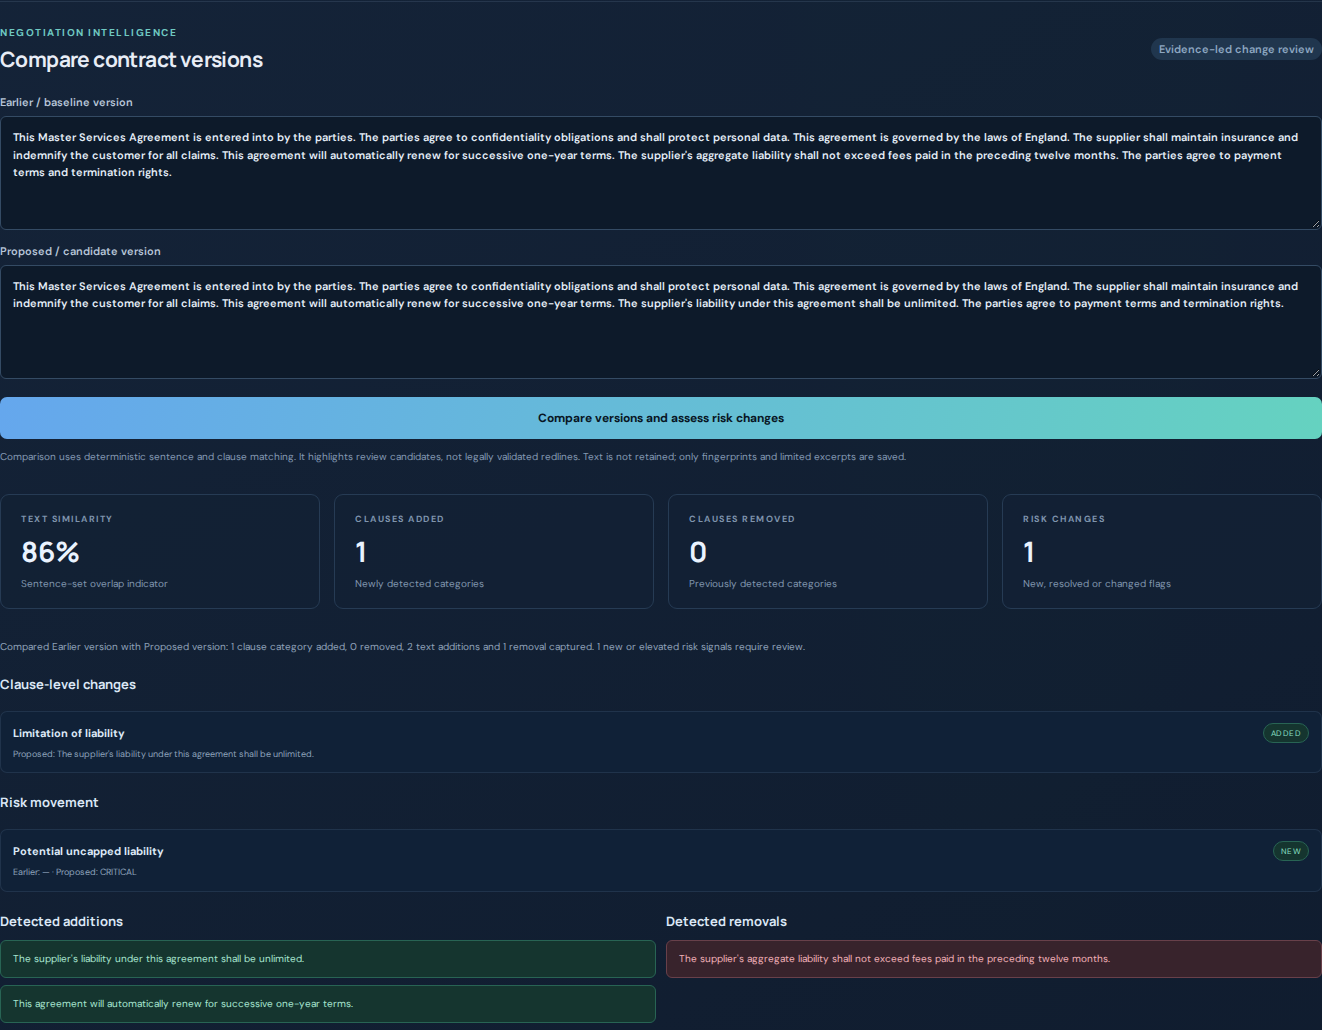 NEGOTIATION INTELLIGENCE
Compare contract versions
Evidence-led change review
Earlier / baseline version
This Master Services Agreement is entered into by the parties. The parties agree to confidentiality obligations and shall protect personal data. This agreement is governed by the laws of England. The supplier shall maintain insurance and
indemnify the customer for all claims. This agreement will automatically renew for successive one-year terms. The supplier's aggregate liability shall not exceed fees paid in the preceding twelve months. The parties agree to payment
terms and termination rights.
Proposed / candidate version
This Master Services Agreement is entered into by the parties. The parties agree to confidentiality obligations and shall protect personal data. This agreement is governed by the laws of England. The supplier shall maintain insurance and
indemnify the customer for all claims. This agreement will automatically renew for successive one-year terms. The supplier's liability under this agreement shall be unlimited. The parties agree to payment terms and termination rights.
Compare versions and assess risk changes
Comparison uses deterministic sentence and clause matching. It highlights review candidates, not legally validated redlines. Text is not retained; only fingerprints and limited excerpts are saved.
TEXT SIMILARITY
86%
Sentence-set overlap indicator
CLAUSES ADDED
1
Newly detected categories
CLAUSES REMOVED
0
Previously detected categories
RISK CHANGES
1
New, resolved or changed flags
Compared Earlier version with Proposed version: 1 clause category added, 0 removed, 2 text additions and 1 removal captured. 1 new or elevated risk signals require review.
Clause-level changes
Limitation of liability
ADDED
Proposed: The supplier's liability under this agreement shall be unlimited.
Risk movement
Potential uncapped liability
NEW
Earlier: — · Proposed: CRITICAL
Detected additions
The supplier's liability under this agreement shall be unlimited.
This agreement will automatically renew for successive one-year terms.
Detected removals
The supplier's aggregate liability shall not exceed fees paid in the preceding twelve months.